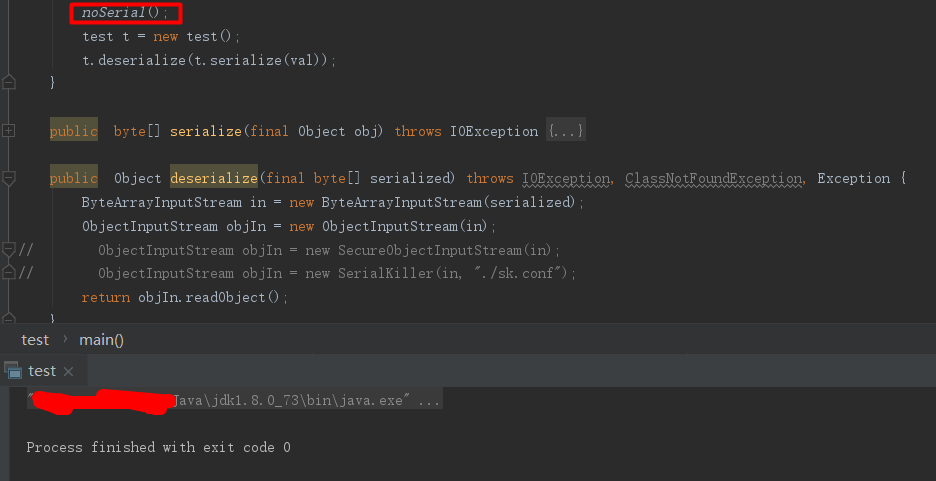 noSerial();
test t = new test();
t.deserialize(t.serialize(val));
}
public byte[] serialize(final Object obj) throws IOException {...}
public Object deserialize(final byte[] serialized) throws IOException, ClassNotFoundException, Exception {
ByteArrayInputStream in = new ByteArrayInputStream(serialized);
ObjectInputStream objIn = new ObjectInputStream(in);
// ObjectInputStream objIn = new SecureObjectInputStream(in);
// ObjectInputStream objIn = new SerialKiller(in, "./sk.conf");
return objIn.readObject();
}
test › main()
test ×
" Java\jdk1.8.0_73\bin\java.exe" ...
Process finished with exit code 0